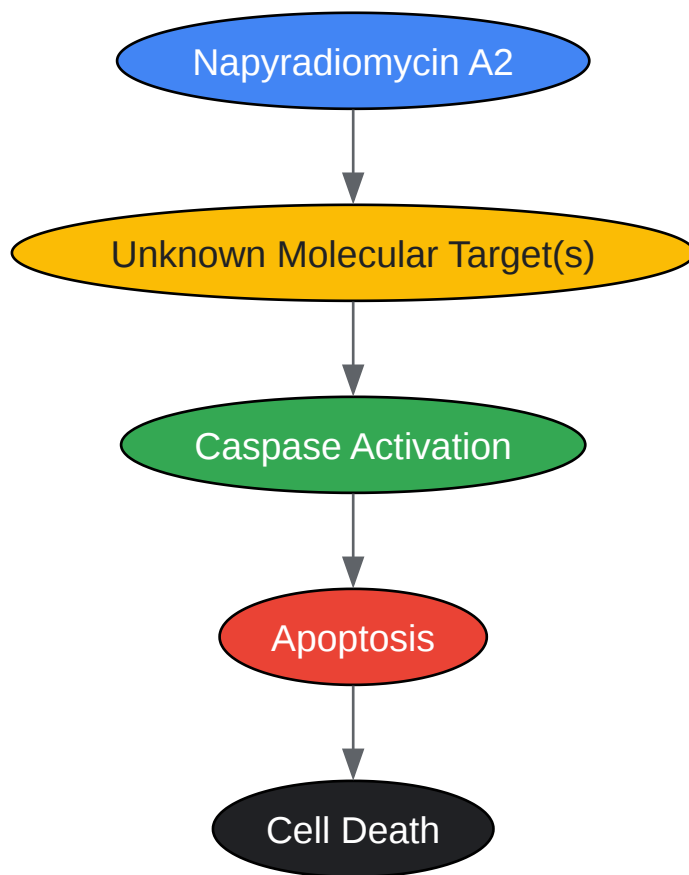 Napyradiomycin A2
Unknown Molecular Target(s)
Caspase Activation
Apoptosis
Cell Death